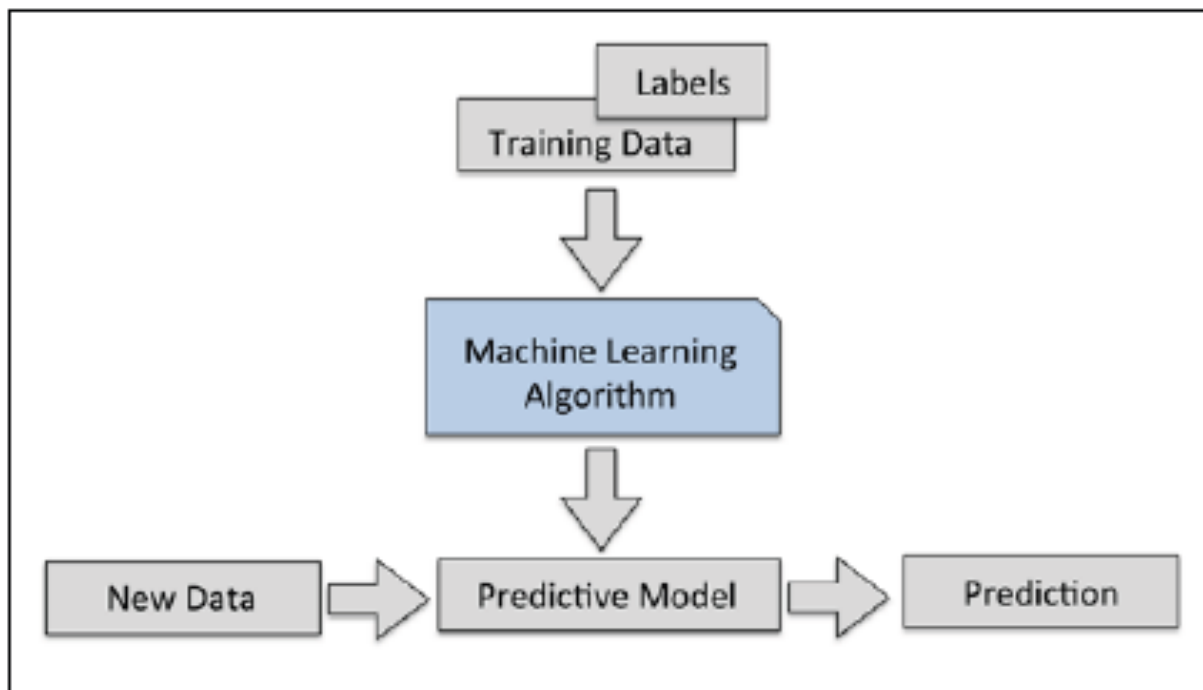 Labels
Training Data
Machine Learning
Algorithm
New Data
Predictive Model
Prediction